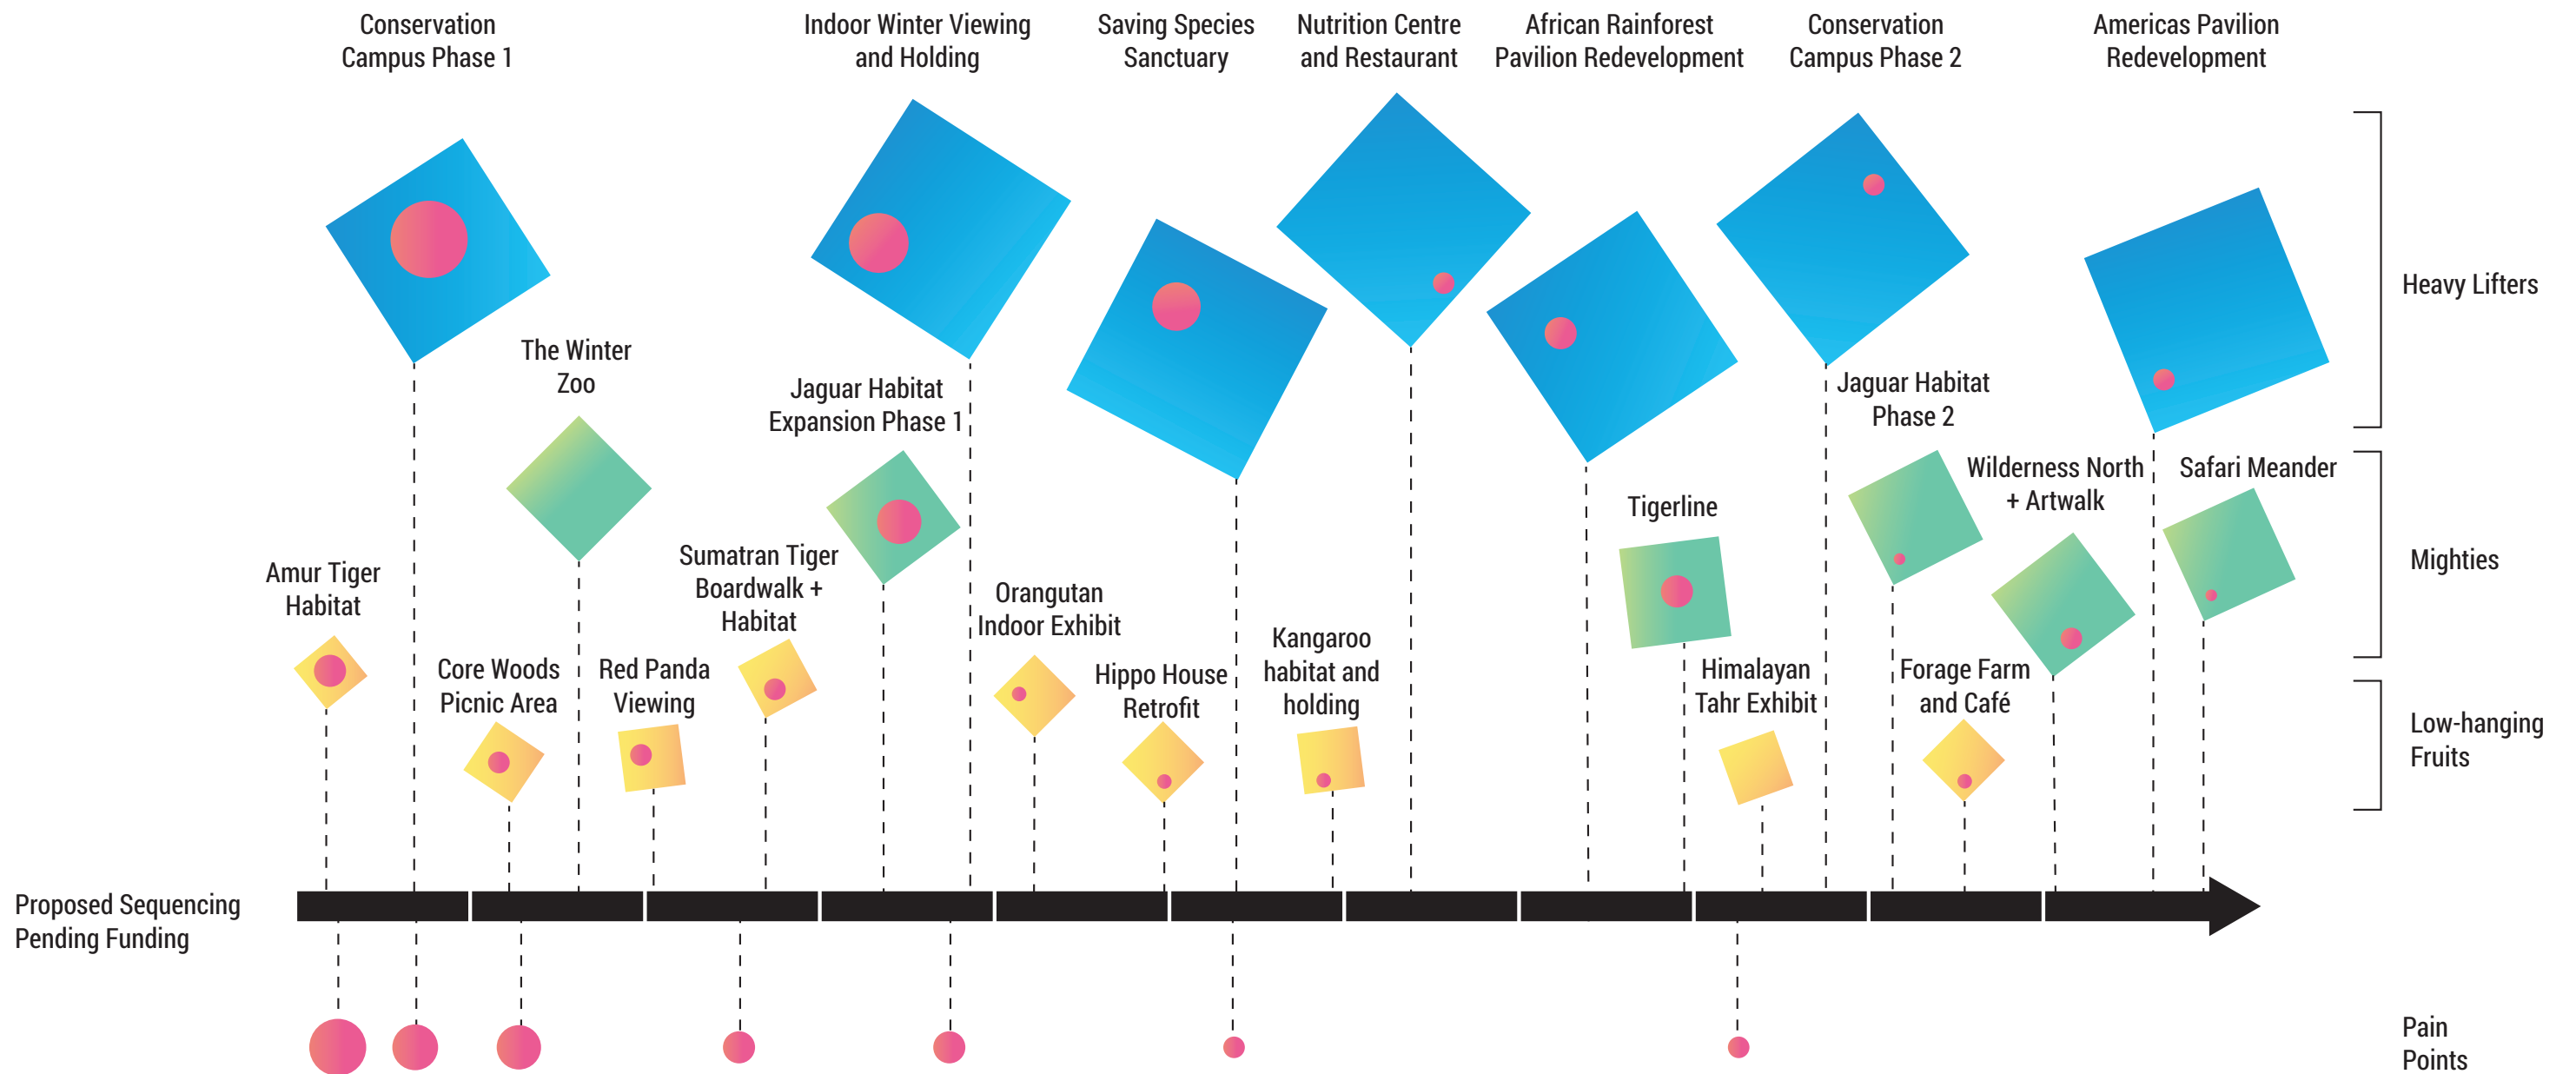 Conservation
Campus Phase 1
Indoor Winter Viewing
and Holding
Saving Species
Sanctuary
Nutrition Centre
and Restaurant
African Rainforest
Pavilion Redevelopment
Conservation
Campus Phase 2
Americas Pavilion
Redevelopment
Heavy Lifters
The Winter
Zoo
Jaguar Habitat
Expansion Phase 1
Jaguar Habitat
Phase 2
Wilderness North
+ Artwalk
Safari Meander
Tigerline
Mighties
Amur Tiger
Habitat
Sumatran Tiger
Boardwalk +
Habitat
Orangutan
Indoor Exhibit
Core Woods
Picnic Area
Red Panda
Viewing
Hippo House
Retrofit
Kangaroo
habitat and
holding
Himalayan
Tahr Exhibit
Forage Farm
and Café
Low-hanging
Fruits
Proposed Sequencing
Pending Funding
Pain
Points